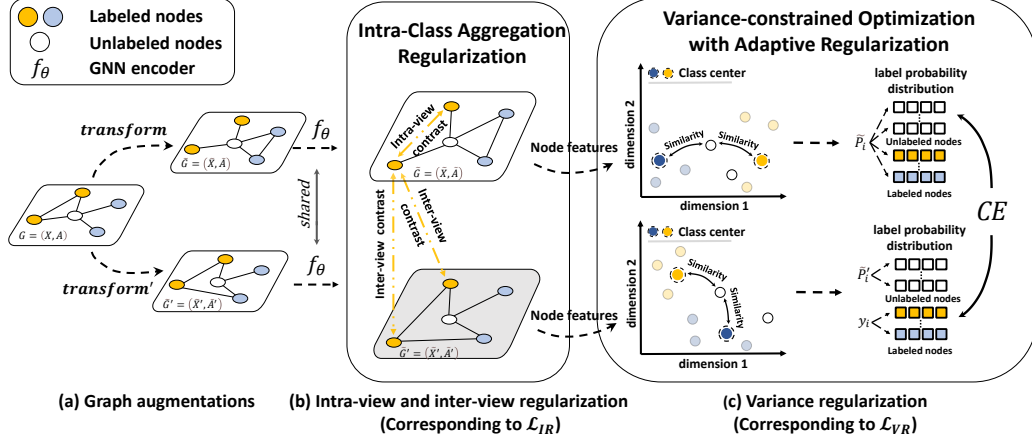 Labeled nodes
Unlabeled nodes
f_θ GNN encoder
transform
G̃ = (X̃, Ã)
f_θ
G = (X, A)
shared
transform′
G̃′ = (X̃′, Ã′)
f_θ
(a) Graph augmentations
Intra-Class Aggregation
Regularization
Intra-view
contrast
G̃ = (X̃, Ã)
Inter-view contrast
Inter-view
contrast
G̃′ = (X̃′, Ã′)
(b) Intra-view and inter-view regularization
(Corresponding to ℒ_IR)
Node features
Node features
Variance-constrained Optimization
with Adaptive Regularization
Class center
dimension 2
Similarity
Similarity
dimension 1
label probability
distribution
P̃_i
Unlabeled nodes
Labeled nodes
CE
dimension 2
Similarity
Similarity
dimension 1
label probability
distribution
P̃′_i
Unlabeled nodes
y_i
Labeled nodes
(c) Variance regularization
(Corresponding to ℒ_VR)